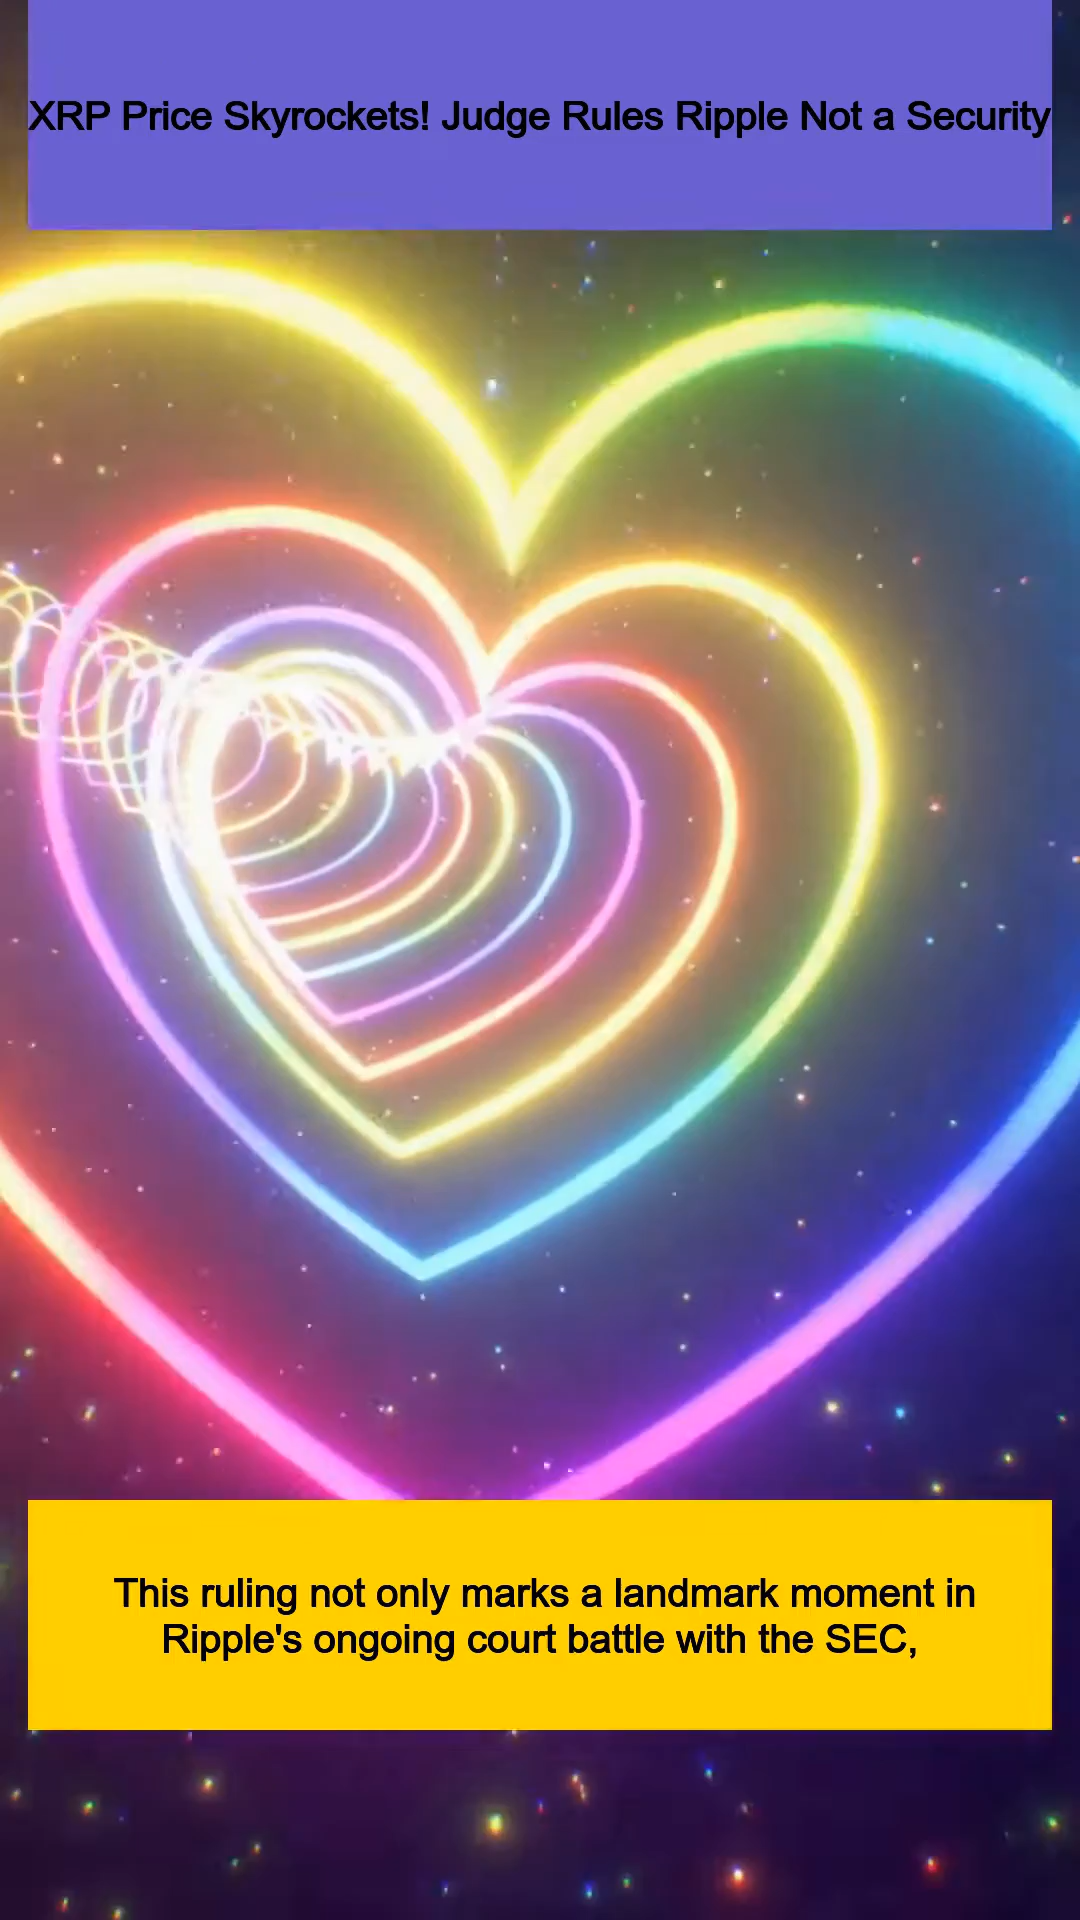 XRP Price Skyrockets! Judge Rules Ripple Not a Security
This ruling not only marks a landmark moment in
Ripple's ongoing court battle with the SEC,